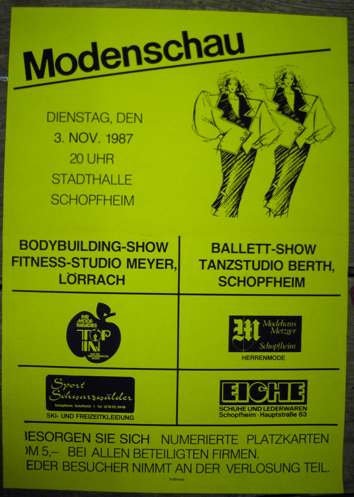 Modenschau
DIENSTAG, DEN
3. NOV. 1987
20 UHR
STADTHALLE
SCHOPFHEIM
BODYBUILDING-SHOW
FITNESS-STUDIO MEYER,
LÖRRACH
BALLETT-SHOW
TANZSTUDIO BERTH,
SCHOPFHEIM
TOP
IN
Modehaus
Metzger
Schopfheim
HERRENMODE
Sport
Schwarzwälder
SKI- UND FREIZEITKLEIDUNG
EICHE
SCHUHE UND LEDERWAREN
Schopfheim · Hauptstraße 63
ESORGEN SIE SICH NUMERIERTE PLATZKARTEN
M 5,– BEI ALLEN BETEILIGTEN FIRMEN.
EDER BESUCHER NIMMT AN DER VERLOSUNG TEIL.